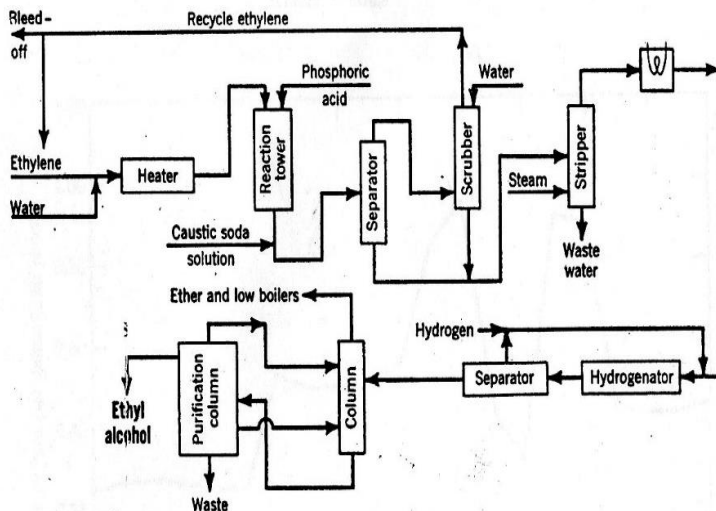 Bleed-
off
Recycle ethylene
Phosphoric
acid
Water
Ethylene
Water
Heater
Reaction
tower
Separator
Scrubber
Steam
Stripper
Caustic soda
solution
Waste
water
Ether and low boilers
Hydrogen
Ethyl
alcohol
Purification
column
Column
Separator
Hydrogenator
Waste